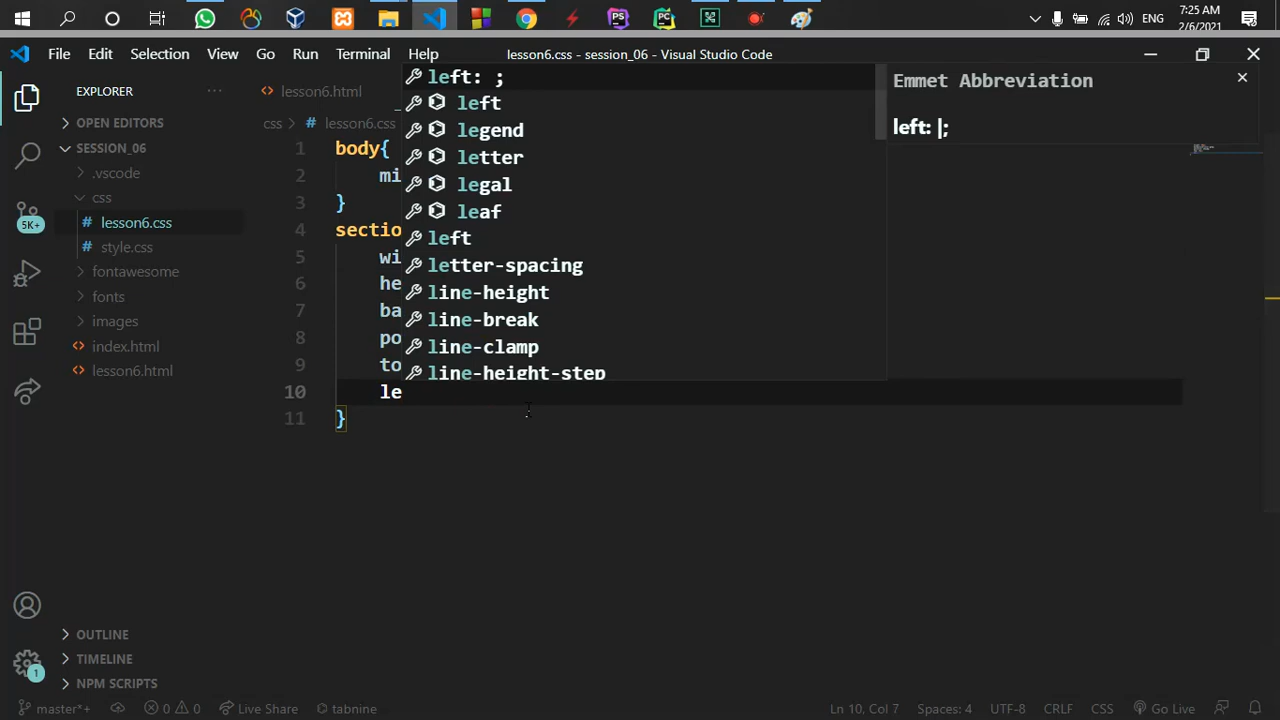 7:25 AM
ENG
2/6/2021
File Edit Selection View Go Run Terminal Help
lesson6.css - session_06 - Visual Studio Code
EXPLORER
OPEN EDITORS
SESSION_06
.vscode
css
lesson6.css
style.css
fontawesome
fonts
images
index.html
lesson6.html
OUTLINE
TIMELINE
NPM SCRIPTS
5K+
1
lesson6.html
css > # lesson6.css
1 body{
2 mi
3 }
4 sectio
5 wi
6 he
7 ba
8 po
9 to
10 le
11 }
left: ;
left
legend
letter
legal
leaf
left
letter-spacing
line-height
line-break
line-clamp
line-height-step
Emmet Abbreviation
left: |;
master*+ 0 0 Live Share tabnine
Ln 10, Col 7 Spaces: 4 UTF-8 CRLF CSS Go Live